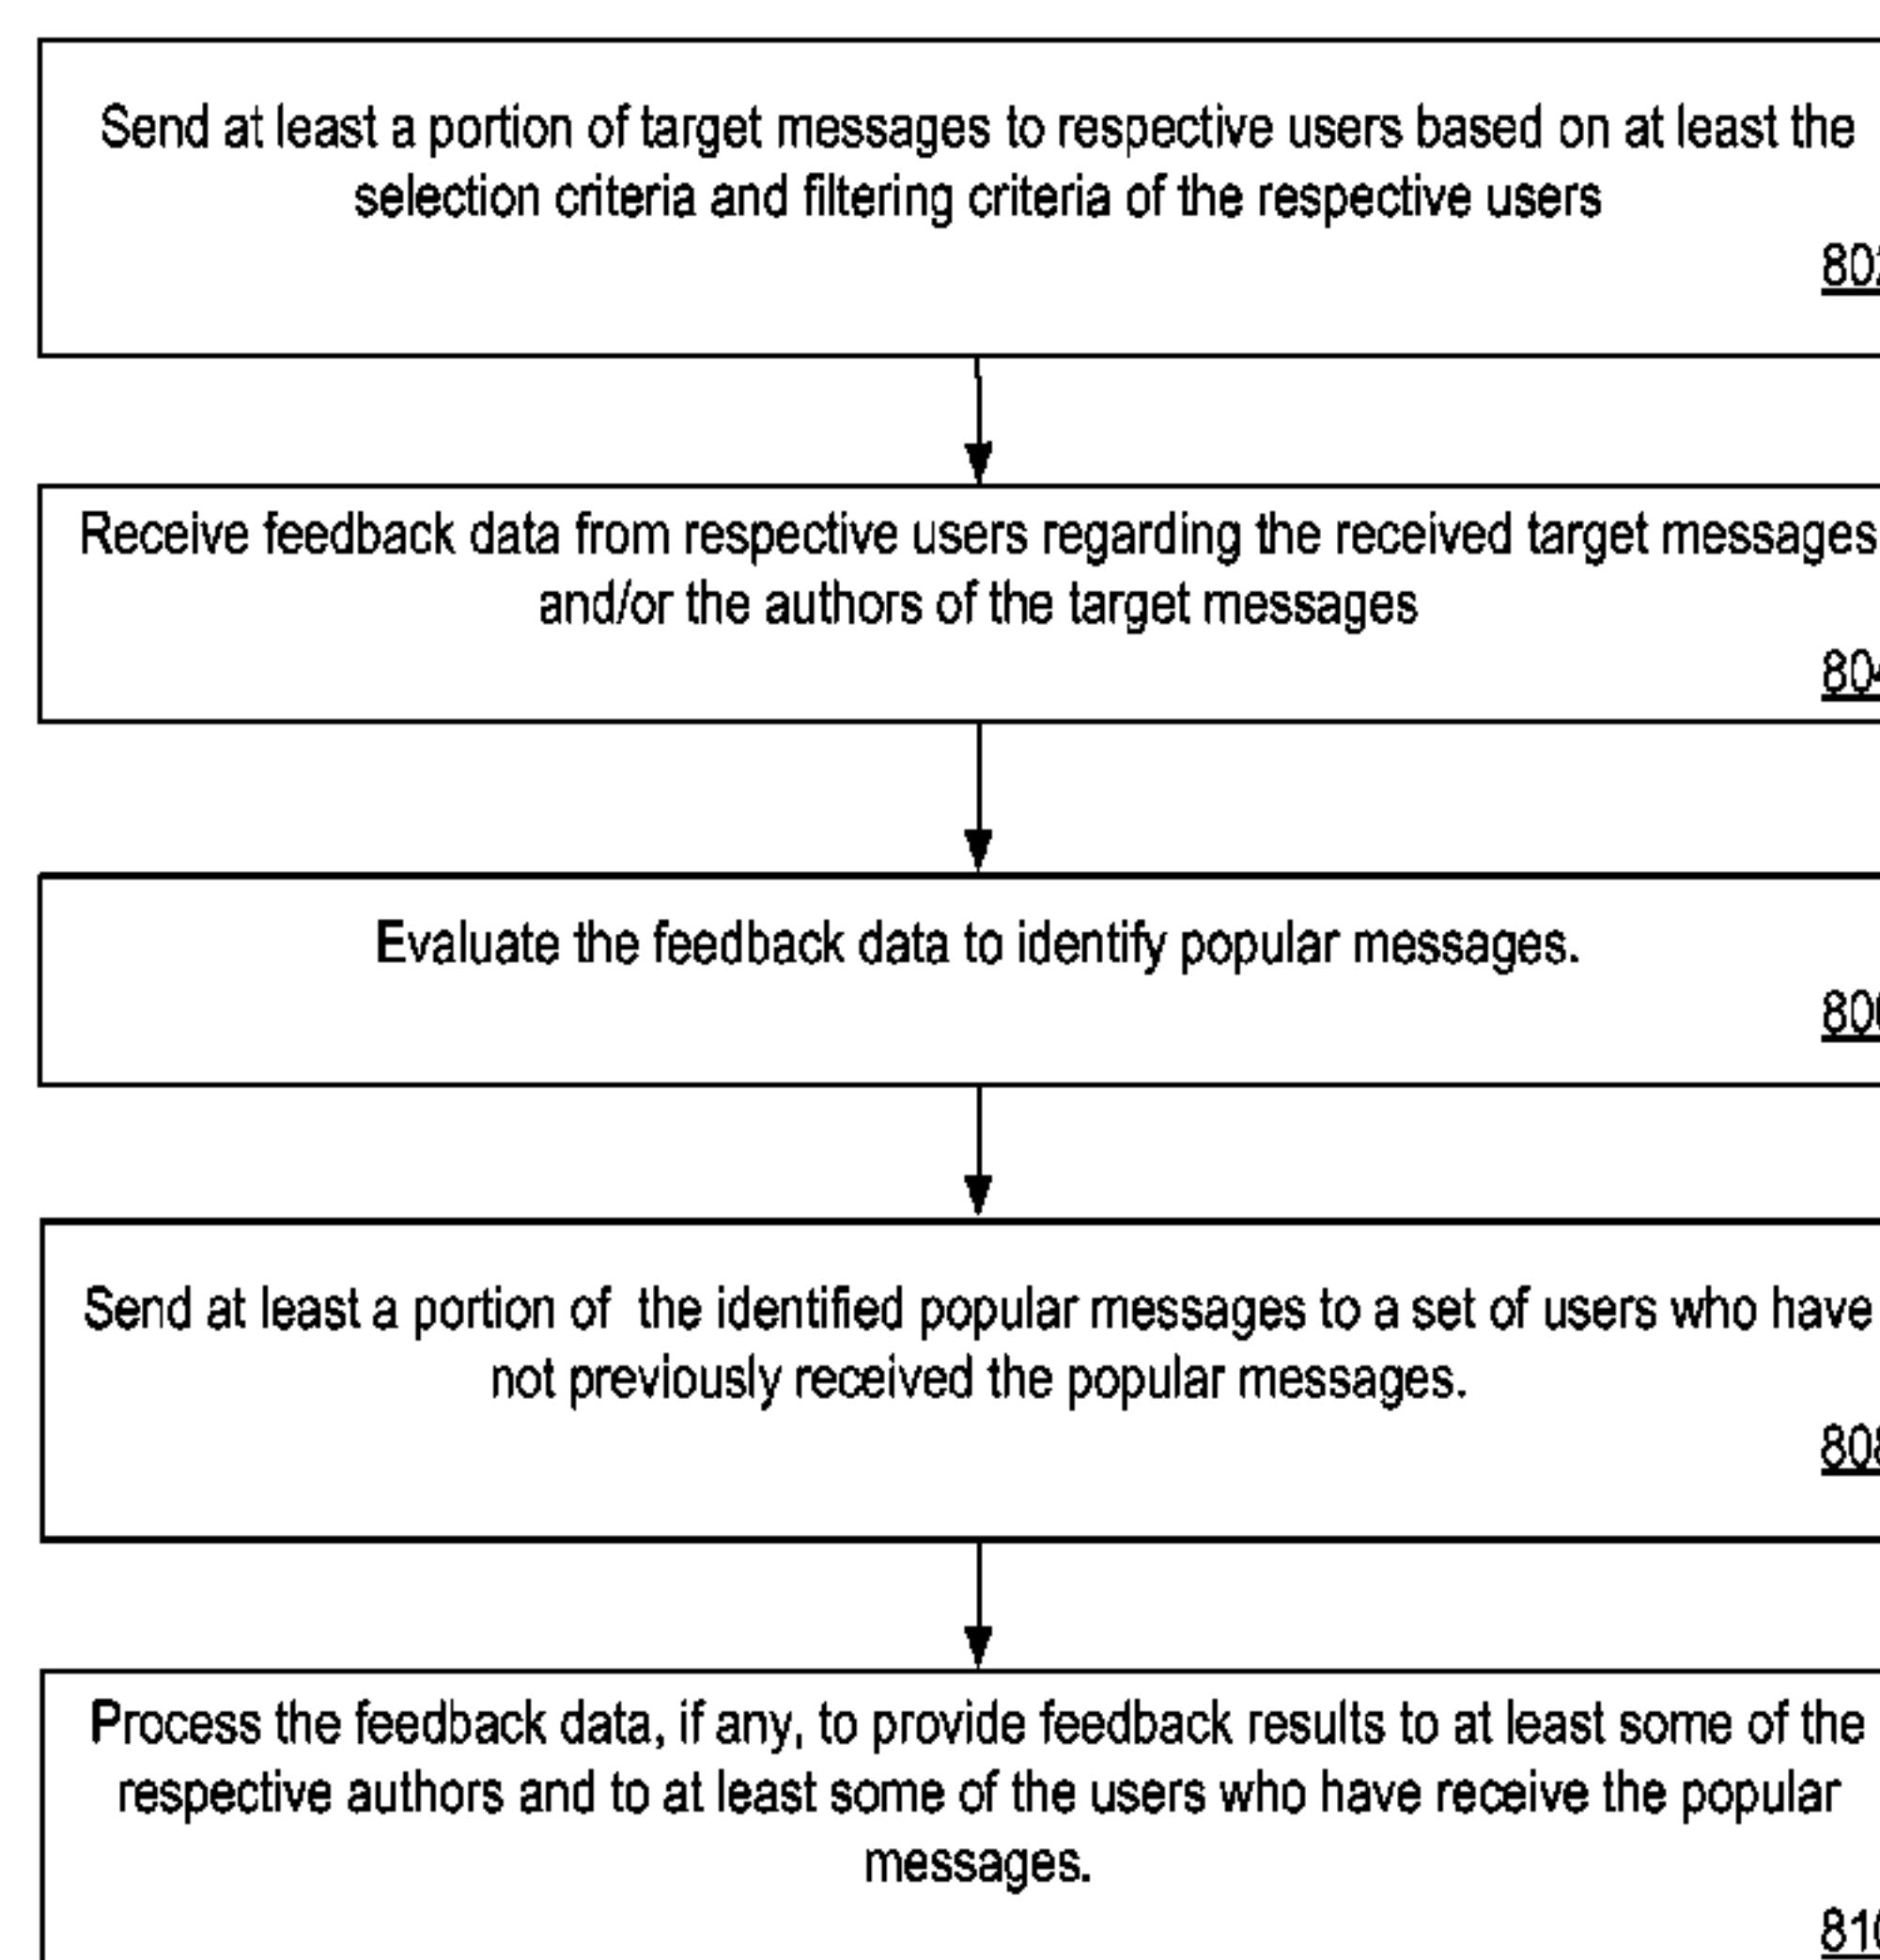 Send at least a portion of target messages to respective users based on at least the
selection criteria and filtering criteria of the respective users
Receive feedback data from respective users regarding the received target messages
and/or the authors of the target messages
Evaluate the feedback data to identify popular messages.
Send at least a portion of the identified popular messages to a set of users who have
not previously received the popular messages.
Process the feedback data, if any, to provide feedback results to at least some of the
respective authors and to at least some of the users who have receive the popular
messages.